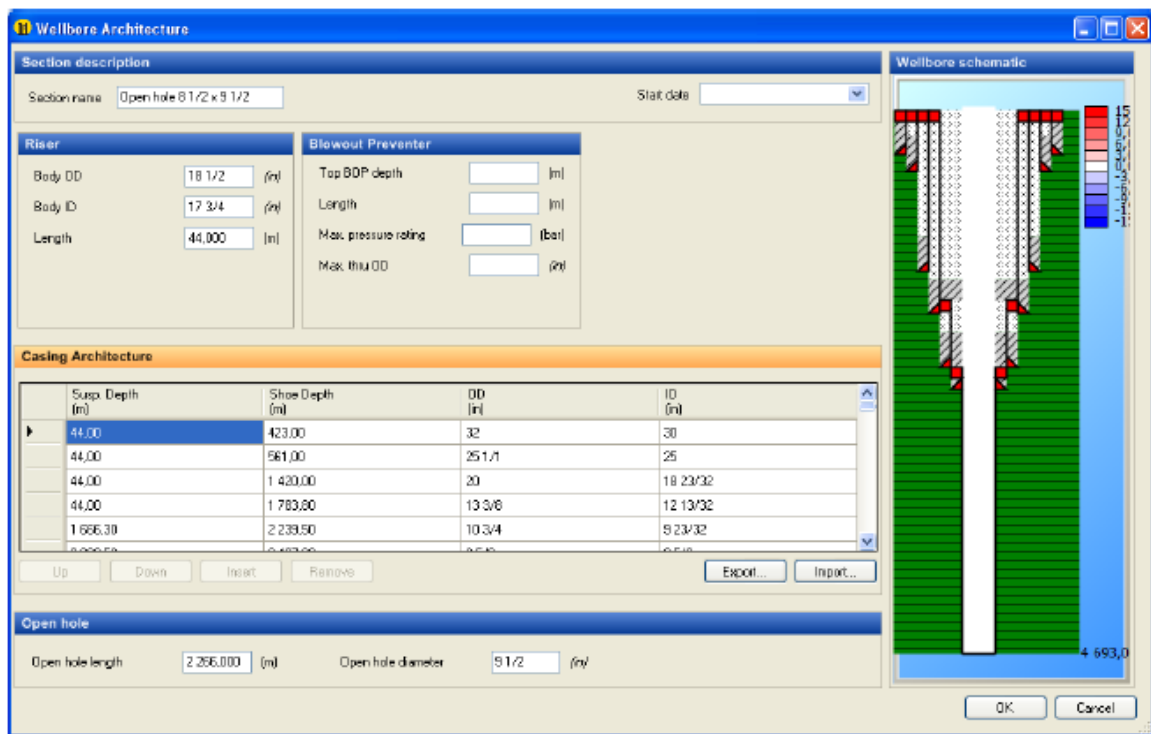 Wellbore Architecture
Section description
Section name Open hole 8 1/2 x 9 1/2
Start date
Riser
Body OD 18 1/2 (in)
Body ID 17 3/4 (in)
Length 44,000 (m)
Blowout Preventer
Top BOP depth (m)
Length (m)
Max. pressure rating (bar)
Max. thru OD (in)
Casing Architecture
Susp. Depth (m) Shoe Depth (m) OD (in) ID (in)
44,00 423,00 32 30
44,00 561,00 25 1/1 25
44,00 1 420,00 20 18 23/32
44,00 1 783,80 13 3/8 12 13/32
1 666,30 2 239,50 10 3/4 9 23/32
Up Down Insert Remove Export... Import...
Open hole
Open hole length 2 266,000 (m) Open hole diameter 9 1/2 (in)
Wellbore schematic
15
12
4 693,0
OK Cancel